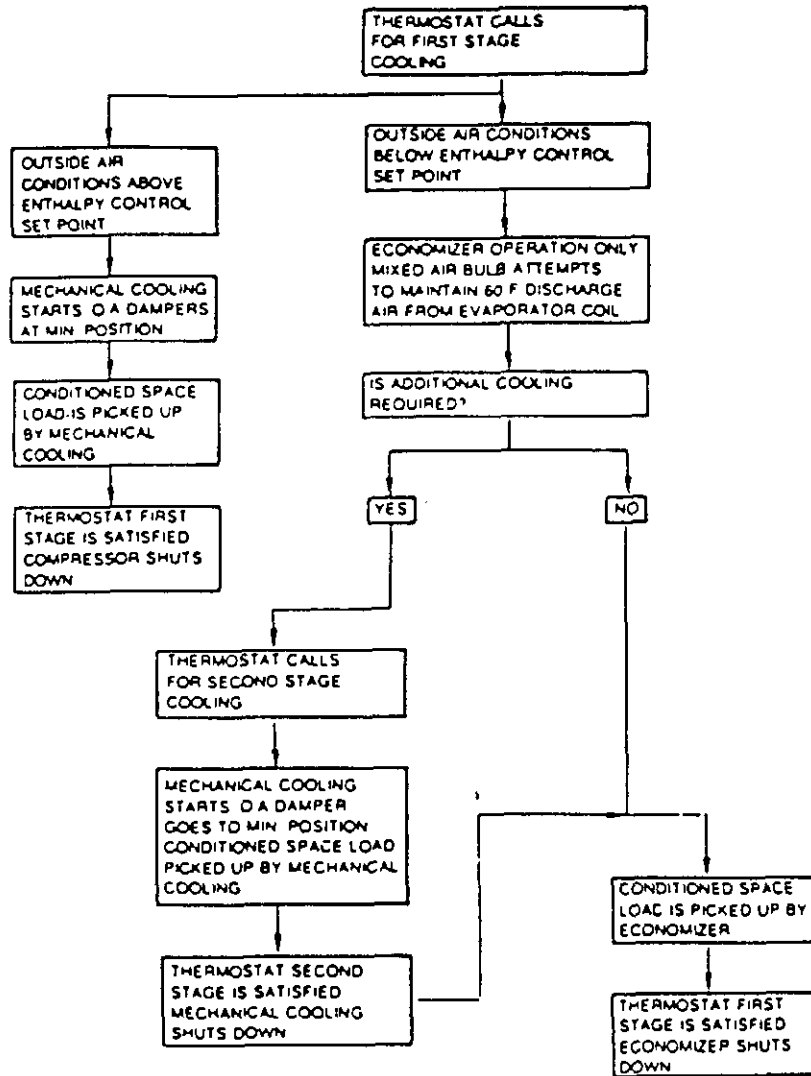 THERMOSTAT CALLS
FOR FIRST STAGE
COOLING
OUTSIDE AIR
CONDITIONS ABOVE
ENTHALPY CONTROL
SET POINT
MECHANICAL COOLING
STARTS O A DAMPERS
AT MIN POSITION
CONDITIONED SPACE
LOAD IS PICKED UP
BY MECHANICAL
COOLING
THERMOSTAT FIRST
STAGE IS SATISFIED
COMPRESSOR SHUTS
DOWN
OUTSIDE AIR CONDITIONS
BELOW ENTHALPY CONTROL
SET POINT
ECONOMIZER OPERATION ONLY
MIXED AIR BULB ATTEMPTS
TO MAINTAIN 60 F DISCHARGE
AIR FROM EVAPORATOR COIL
IS ADDITIONAL COOLING
REQUIRED?
YES
NO
THERMOSTAT CALLS
FOR SECOND STAGE
COOLING
MECHANICAL COOLING
STARTS O A DAMPER
GOES TO MIN POSITION
CONDITIONED SPACE LOAD
PICKED UP BY MECHANICAL
COOLING
THERMOSTAT SECOND
STAGE IS SATISFIED
MECHANICAL COOLING
SHUTS DOWN
CONDITIONED SPACE
LOAD IS PICKED UP BY
ECONOMIZER
THERMOSTAT FIRST
STAGE IS SATISFIED
ECONOMIZER SHUTS
DOWN